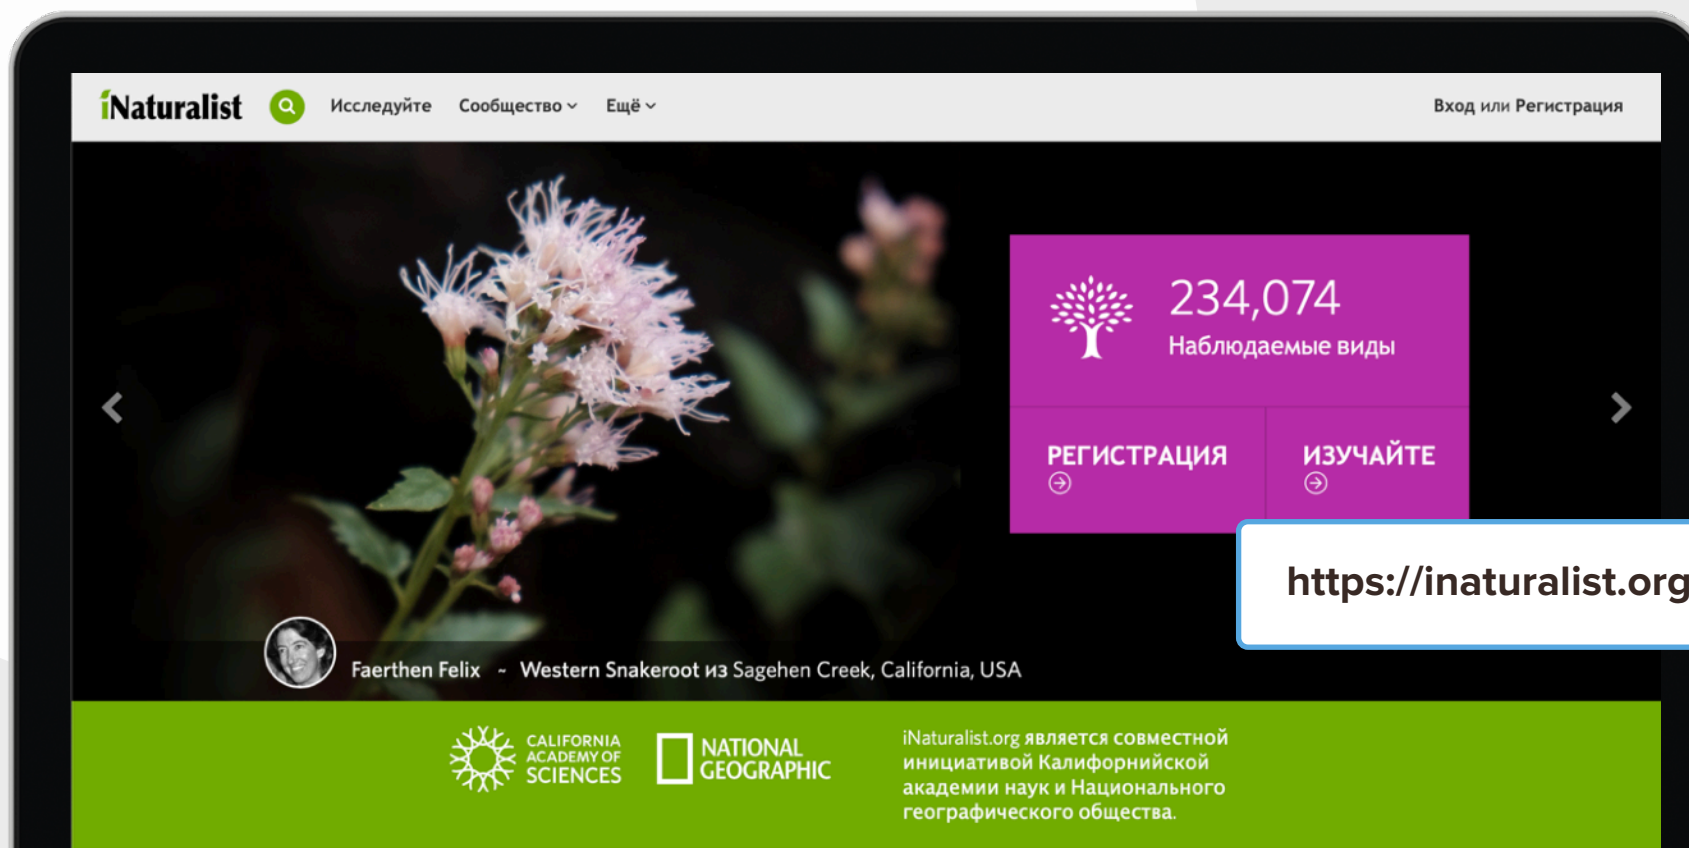 iNaturalist Исследуйте Сообщество Ещё Вход или Регистрация
234,074
Наблюдаемые виды
РЕГИСТРАЦИЯ ИЗУЧАЙТЕ
https://inaturalist.org
Faerthen Felix ~ Western Snakeroot из Sagehen Creek, California, USA
CALIFORNIA
ACADEMY OF
SCIENCES
NATIONAL
GEOGRAPHIC
iNaturalist.org является совместной
инициативой Калифорнийской
академии наук и Национального
географического общества.